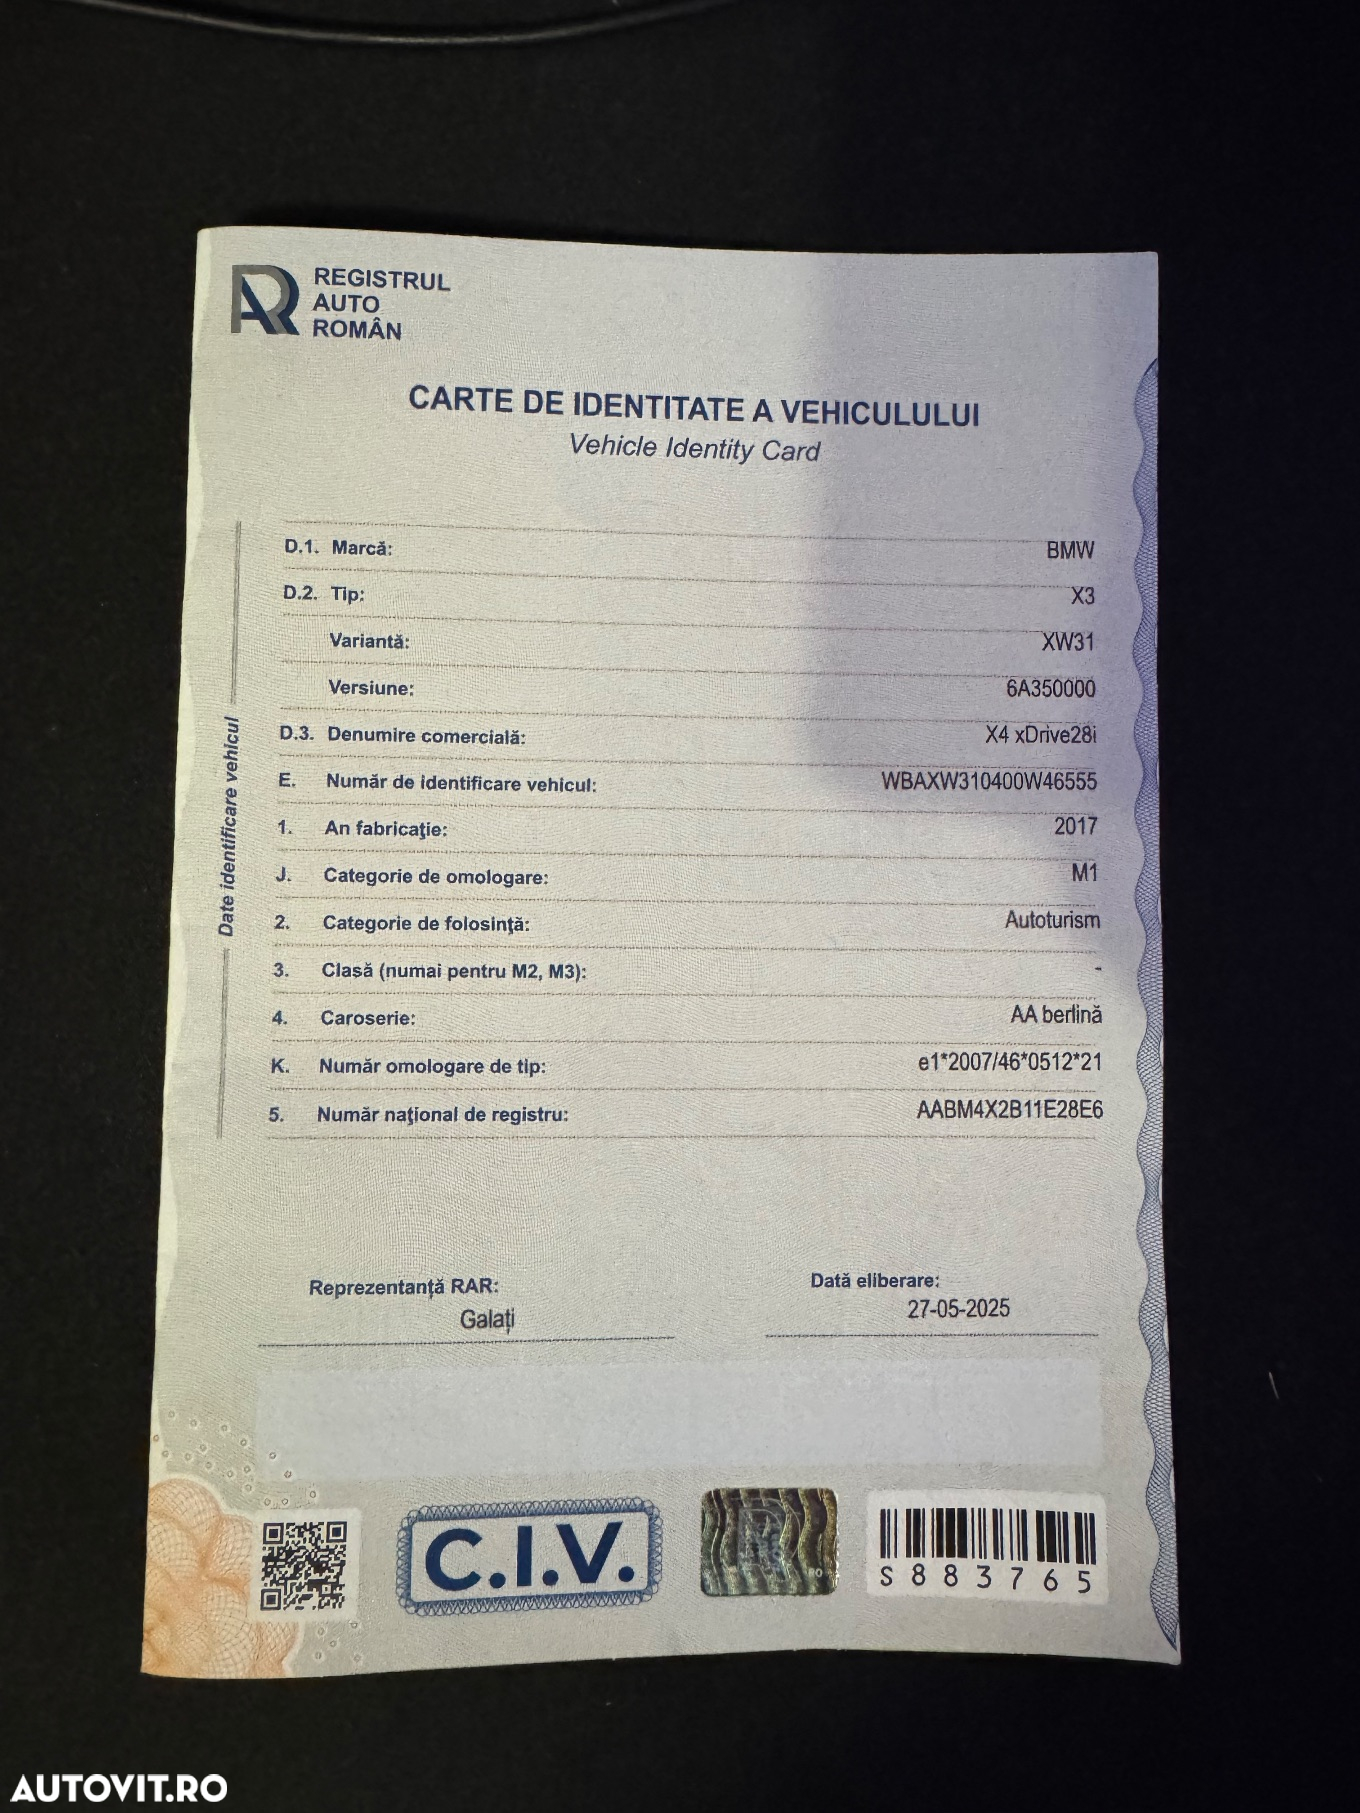 REGISTRUL
AUTO
ROMÂN
CARTE DE IDENTITATE A VEHICULULUI
Vehicle Identity Card
Date identificare vehicul
D.1. Marcă: BMW
D.2. Tip: X3
Variantă: XW31
Versiune: 6A350000
D.3. Denumire comercială: X4 xDrive28i
E. Număr de identificare vehicul: WBAXW310400W46555
1. An fabricaţie: 2017
J. Categorie de omologare: M1
2. Categorie de folosinţă: Autoturism
3. Clasă (numai pentru M2, M3): -
4. Caroserie: AA berlină
K. Număr omologare de tip: e1*2007/46*0512*21
5. Număr naţional de registru: AABM4X2B11E28E6
Reprezentanţă RAR: Dată eliberare:
Galați 27-05-2025
C.I.V.
S883765
AUTOVIT.RO